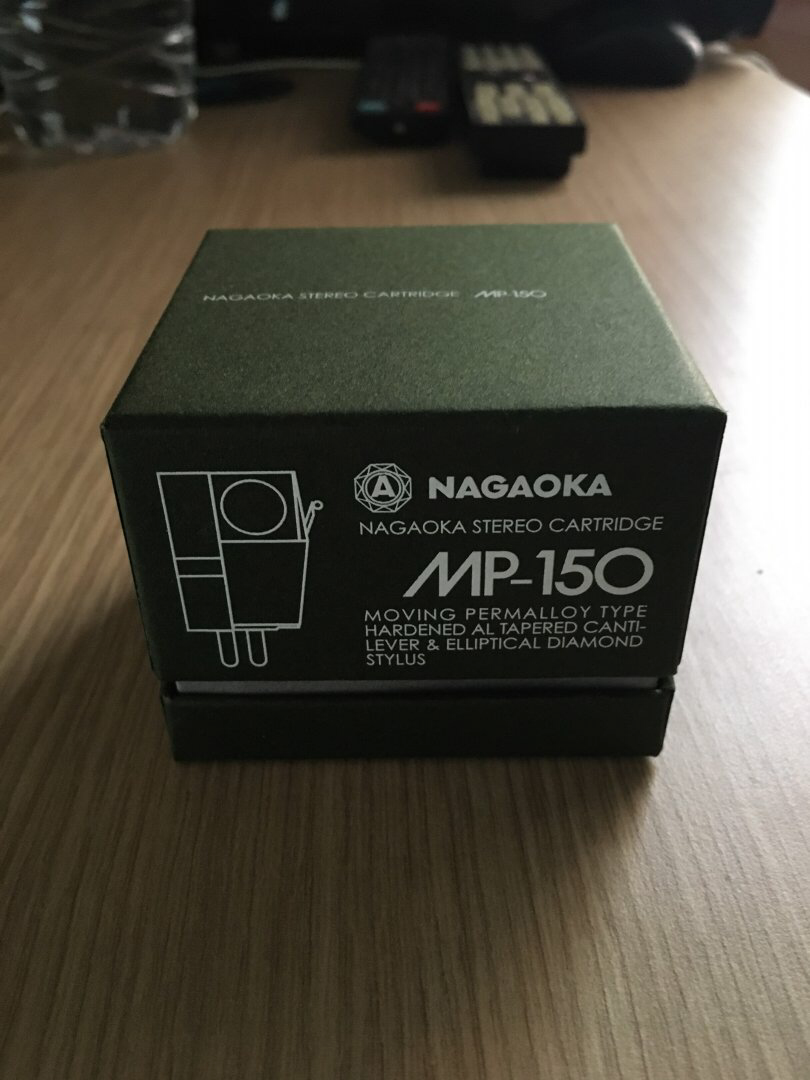 NAGAOKA STEREO CARTRIDGE MP-150
A NAGAOKA
NAGAOKA STEREO CARTRIDGE
MP-150
MOVING PERMALLOY TYPE
HARDENED AL TAPERED CANTI-
LEVER & ELLIPTICAL DIAMOND
STYLUS